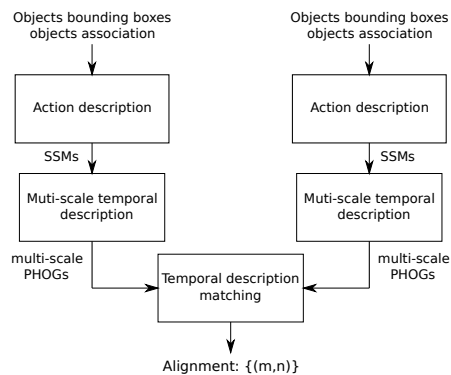 Objects bounding boxes
objects association
Objects bounding boxes
objects association
Action description
Action description
SSMs
SSMs
Muti-scale temporal
description
Muti-scale temporal
description
multi-scale
PHOGs
multi-scale
PHOGs
Temporal description
matching
Alignment: {(m,n)}